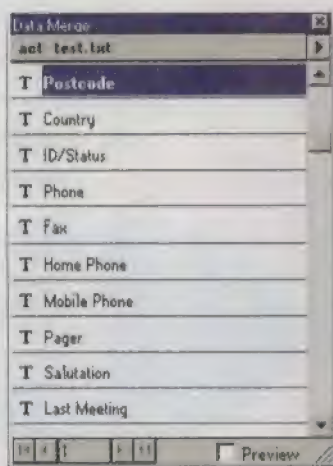 Data Merge
act test.txt
T Postcode
T Country
T ID/Status
T Phone
T Fax
T Home Phone
T Mobile Phone
T Pager
T Salutation
T Last Meeting
1
Preview